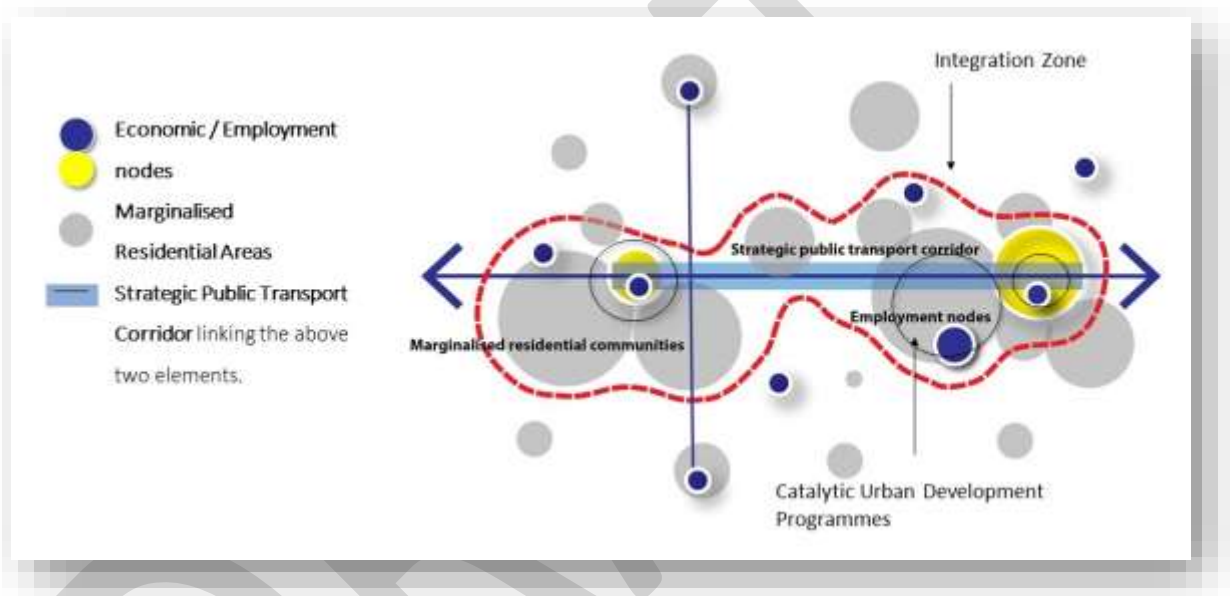 Economic / Employment
nodes
Marginalised
Residential Areas
Strategic Public Transport
Corridor linking the above
two elements.
Integration Zone
Strategic public transport corridor
Employment nodes
Marginalised residential communities
Catalytic Urban Development
Programmes